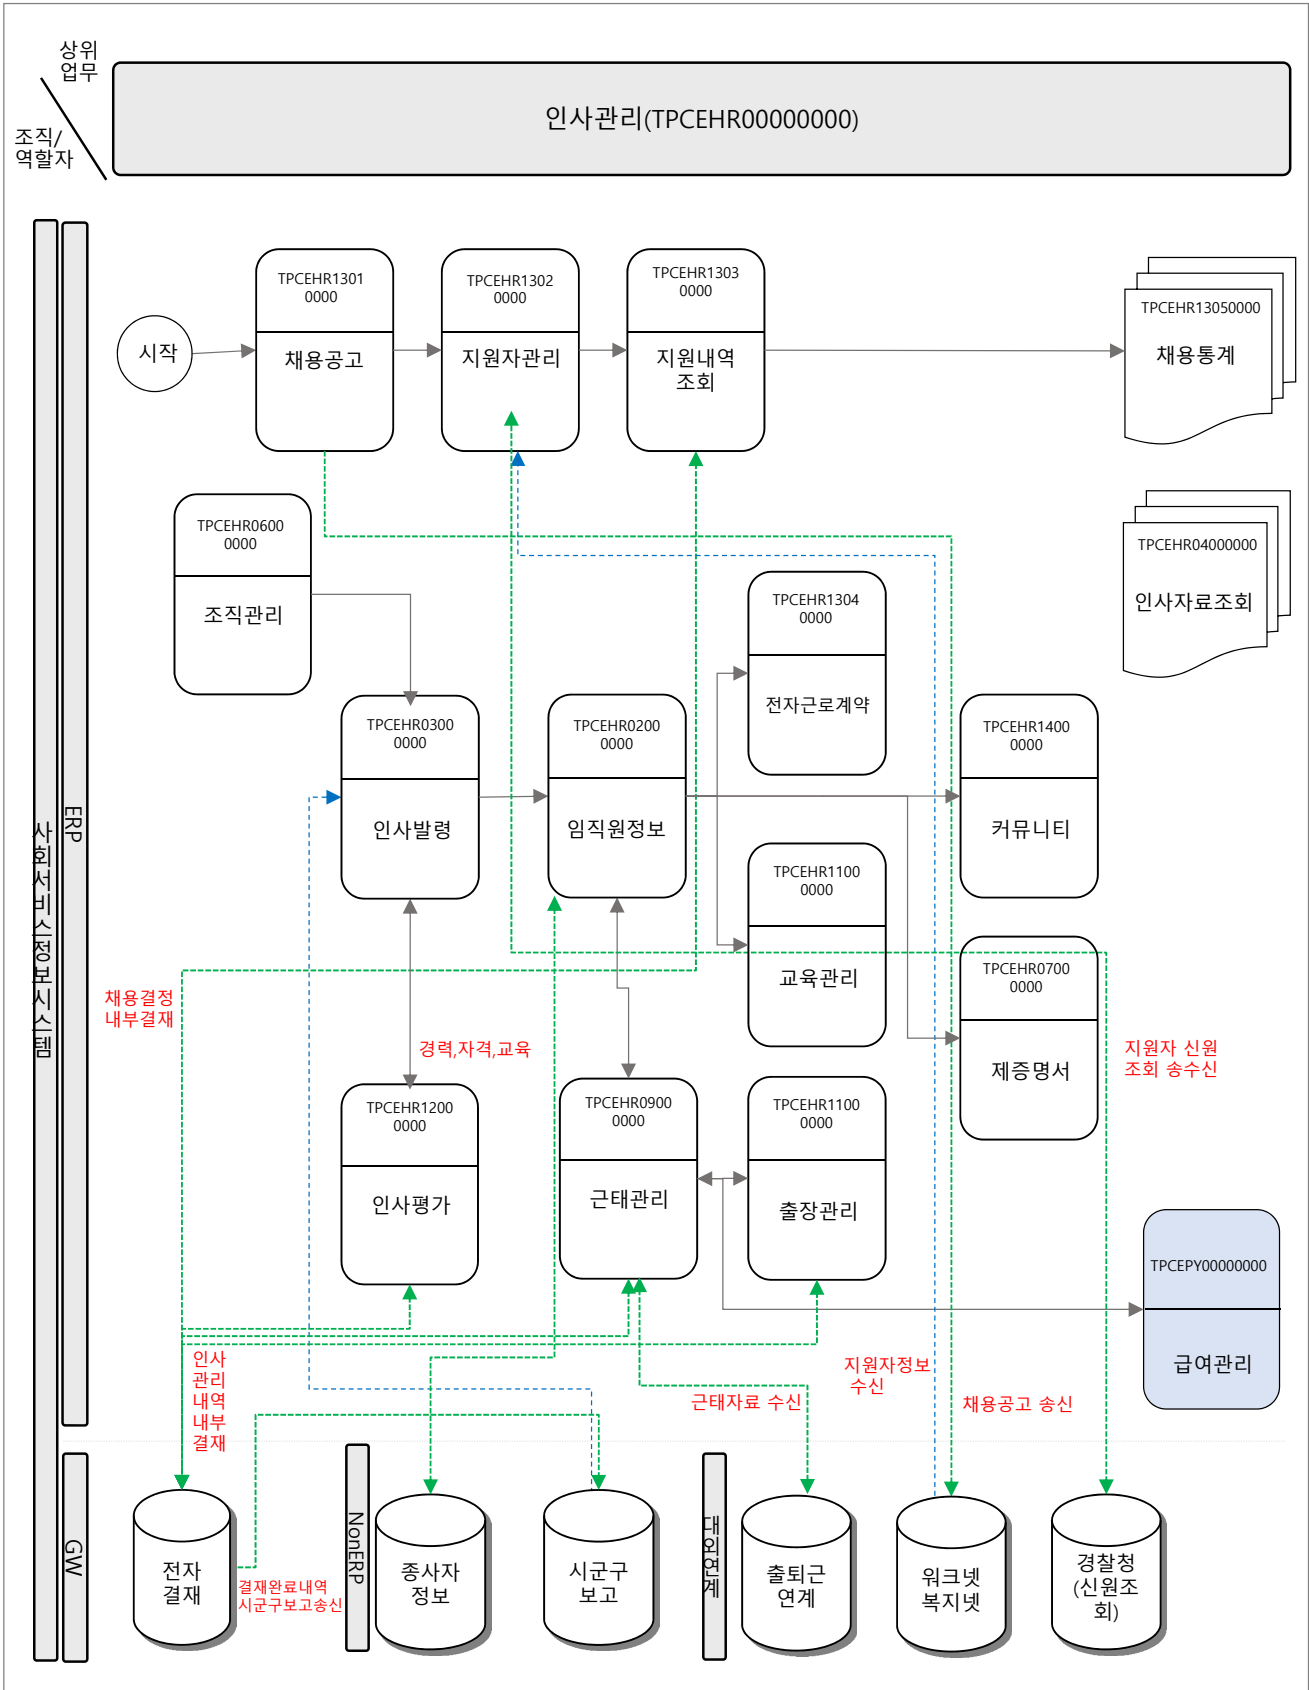 상위
업무
조직/
역할자
인사관리(TPCEHR00000000)
사회서비스정보시스템
ERP
시작
TPCEHR1301
0000
채용공고
TPCEHR1302
0000
지원자관리
TPCEHR1303
0000
지원내역
조회
TPCEHR13050000
채용통계
TPCEHR0600
0000
조직관리
TPCEHR04000000
인사자료조회
TPCEHR1304
0000
전자근로계약
TPCEHR0300
0000
인사발령
TPCEHR0200
0000
임직원정보
TPCEHR1400
0000
커뮤니티
TPCEHR1100
0000
교육관리
TPCEHR0700
0000
제증명서
채용결정
내부결재
경력,자격,교육
지원자 신원
조회 송수신
TPCEHR1200
0000
인사평가
TPCEHR0900
0000
근태관리
TPCEHR1100
0000
출장관리
TPCEPY00000000
급여관리
인사
관리
내역
내부
결재
지원자정보
수신
근태자료 수신
채용공고 송신
GW
전자
결재
결재완료내역
시군구보고송신
NonERP
종사자
정보
시군구
보고
대외연계
출퇴근
연계
워크넷
복지넷
경찰청
(신원조
회)